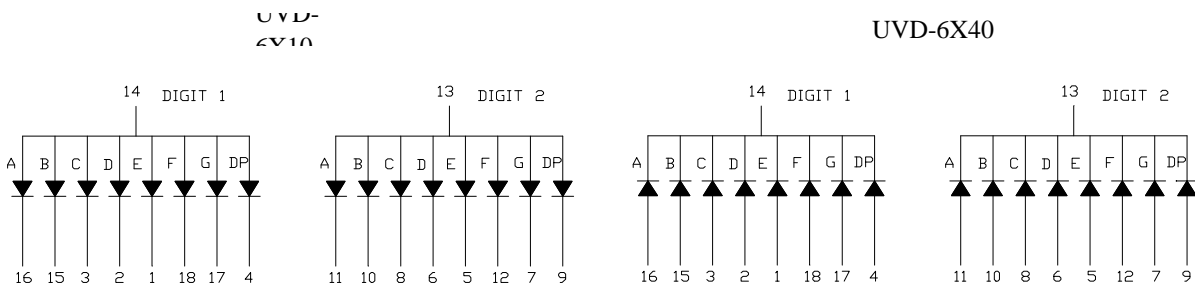 UVD-
6X10
UVD-6X40
14 DIGIT 1
13 DIGIT 2
14 DIGIT 1
13 DIGIT 2
A B C D E F G DP
A B C D E F G DP
A B C D E F G DP
A B C D E F G DP
16 15 3 2 1 18 17 4
11 10 8 6 5 12 7 9
16 15 3 2 1 18 17 4
11 10 8 6 5 12 7 9